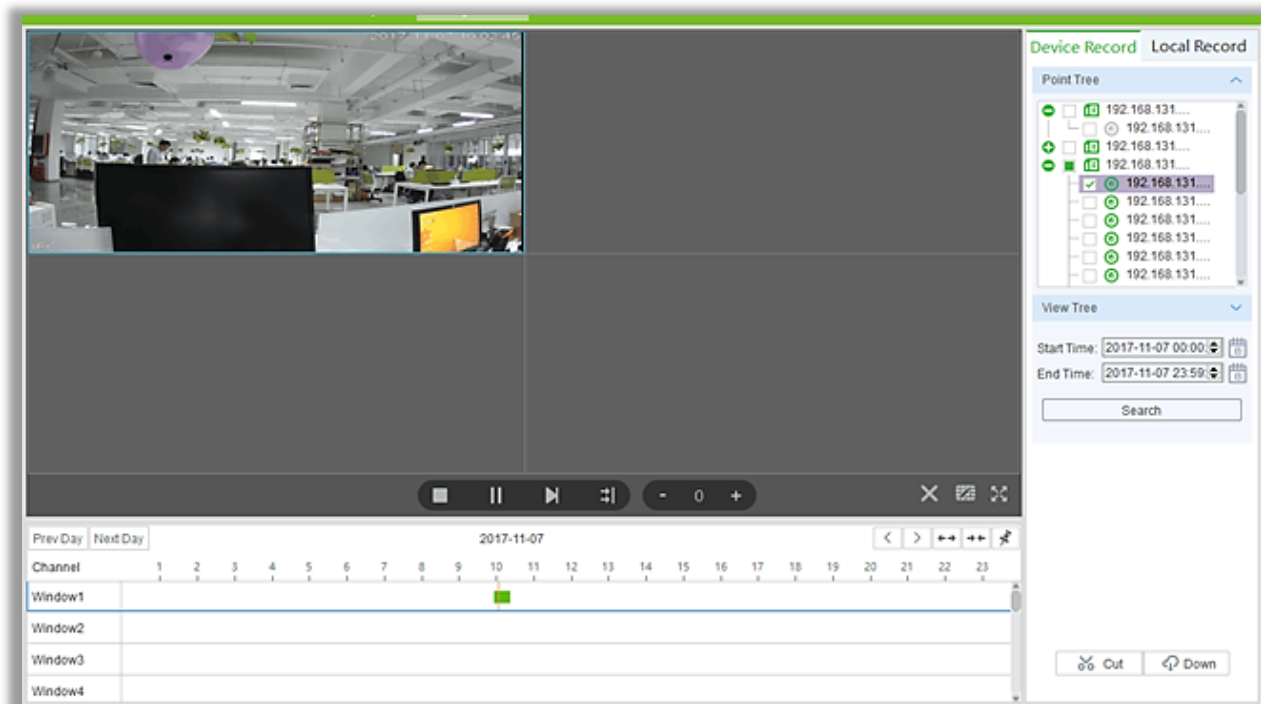 Device Record Local Record
Point Tree
192.168.131....
192.168.131....
192.168.131....
192.168.131....
192.168.131....
192.168.131....
192.168.131....
192.168.131....
192.168.131....
192.168.131....
View Tree
Start Time: 2017-11-07 00:00:
End Time: 2017-11-07 23:59:
Search
- 0 +
Prev Day Next Day 2017-11-07
Channel 1 2 3 4 5 6 7 8 9 10 11 12 13 14 15 16 17 18 19 20 21 22 23
Window1
Window2
Window3
Window4
Cut Down